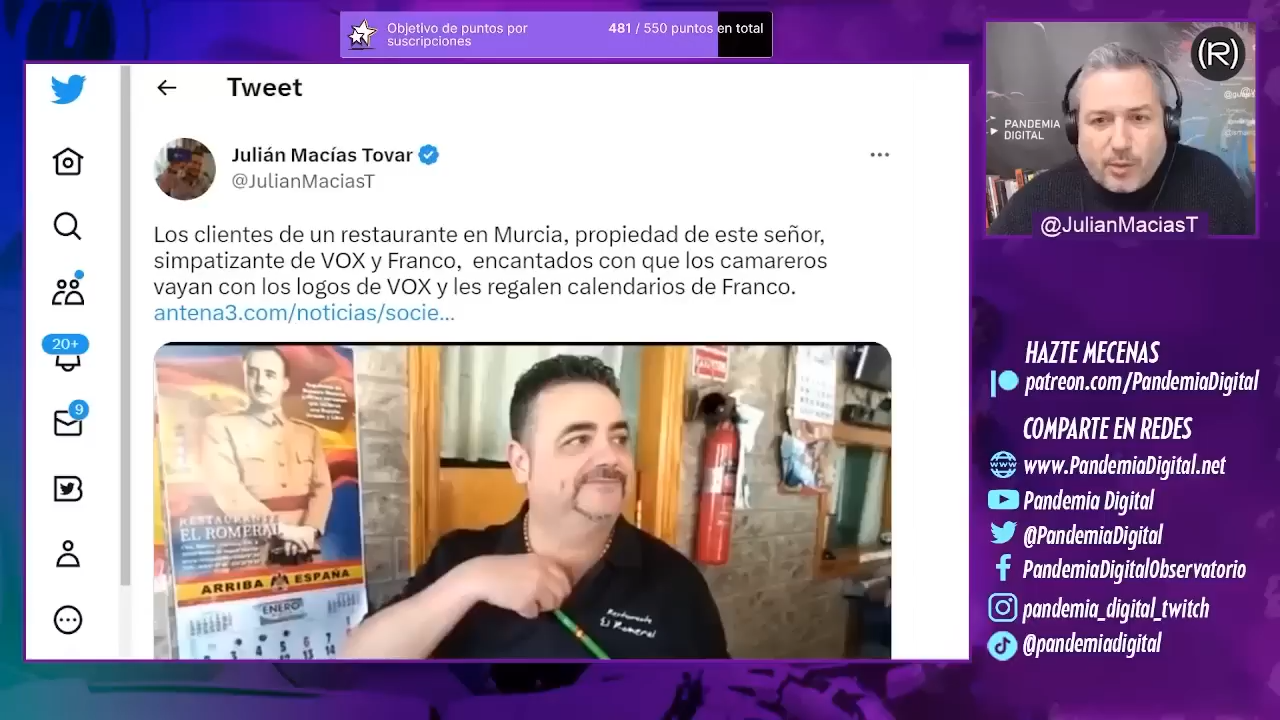 Objetivo de puntos por
suscripciones
481 / 550 puntos en total
Tweet
Julián Macías Tovar
@JulianMaciasT
Los clientes de un restaurante en Murcia, propiedad de este señor,
simpatizante de VOX y Franco, encantados con que los camareros
vayan con los logos de VOX y les regalen calendarios de Franco.
antena3.com/noticias/socie...
20+
9
RESTAURANTE
EL ROMERAL
ARRIBA ESPAÑA
ENERO
Restaurante
El Romeral
(R)
PANDEMIA
DIGITAL
@JulianMaciasT
HAZTE MECENAS
patreon.com/PandemiaDigital
COMPARTE EN REDES
www.PandemiaDigital.net
Pandemia Digital
@PandemiaDigital
PandemiaDigitalObservatorio
pandemia_digital_twitch
@pandemiadigital